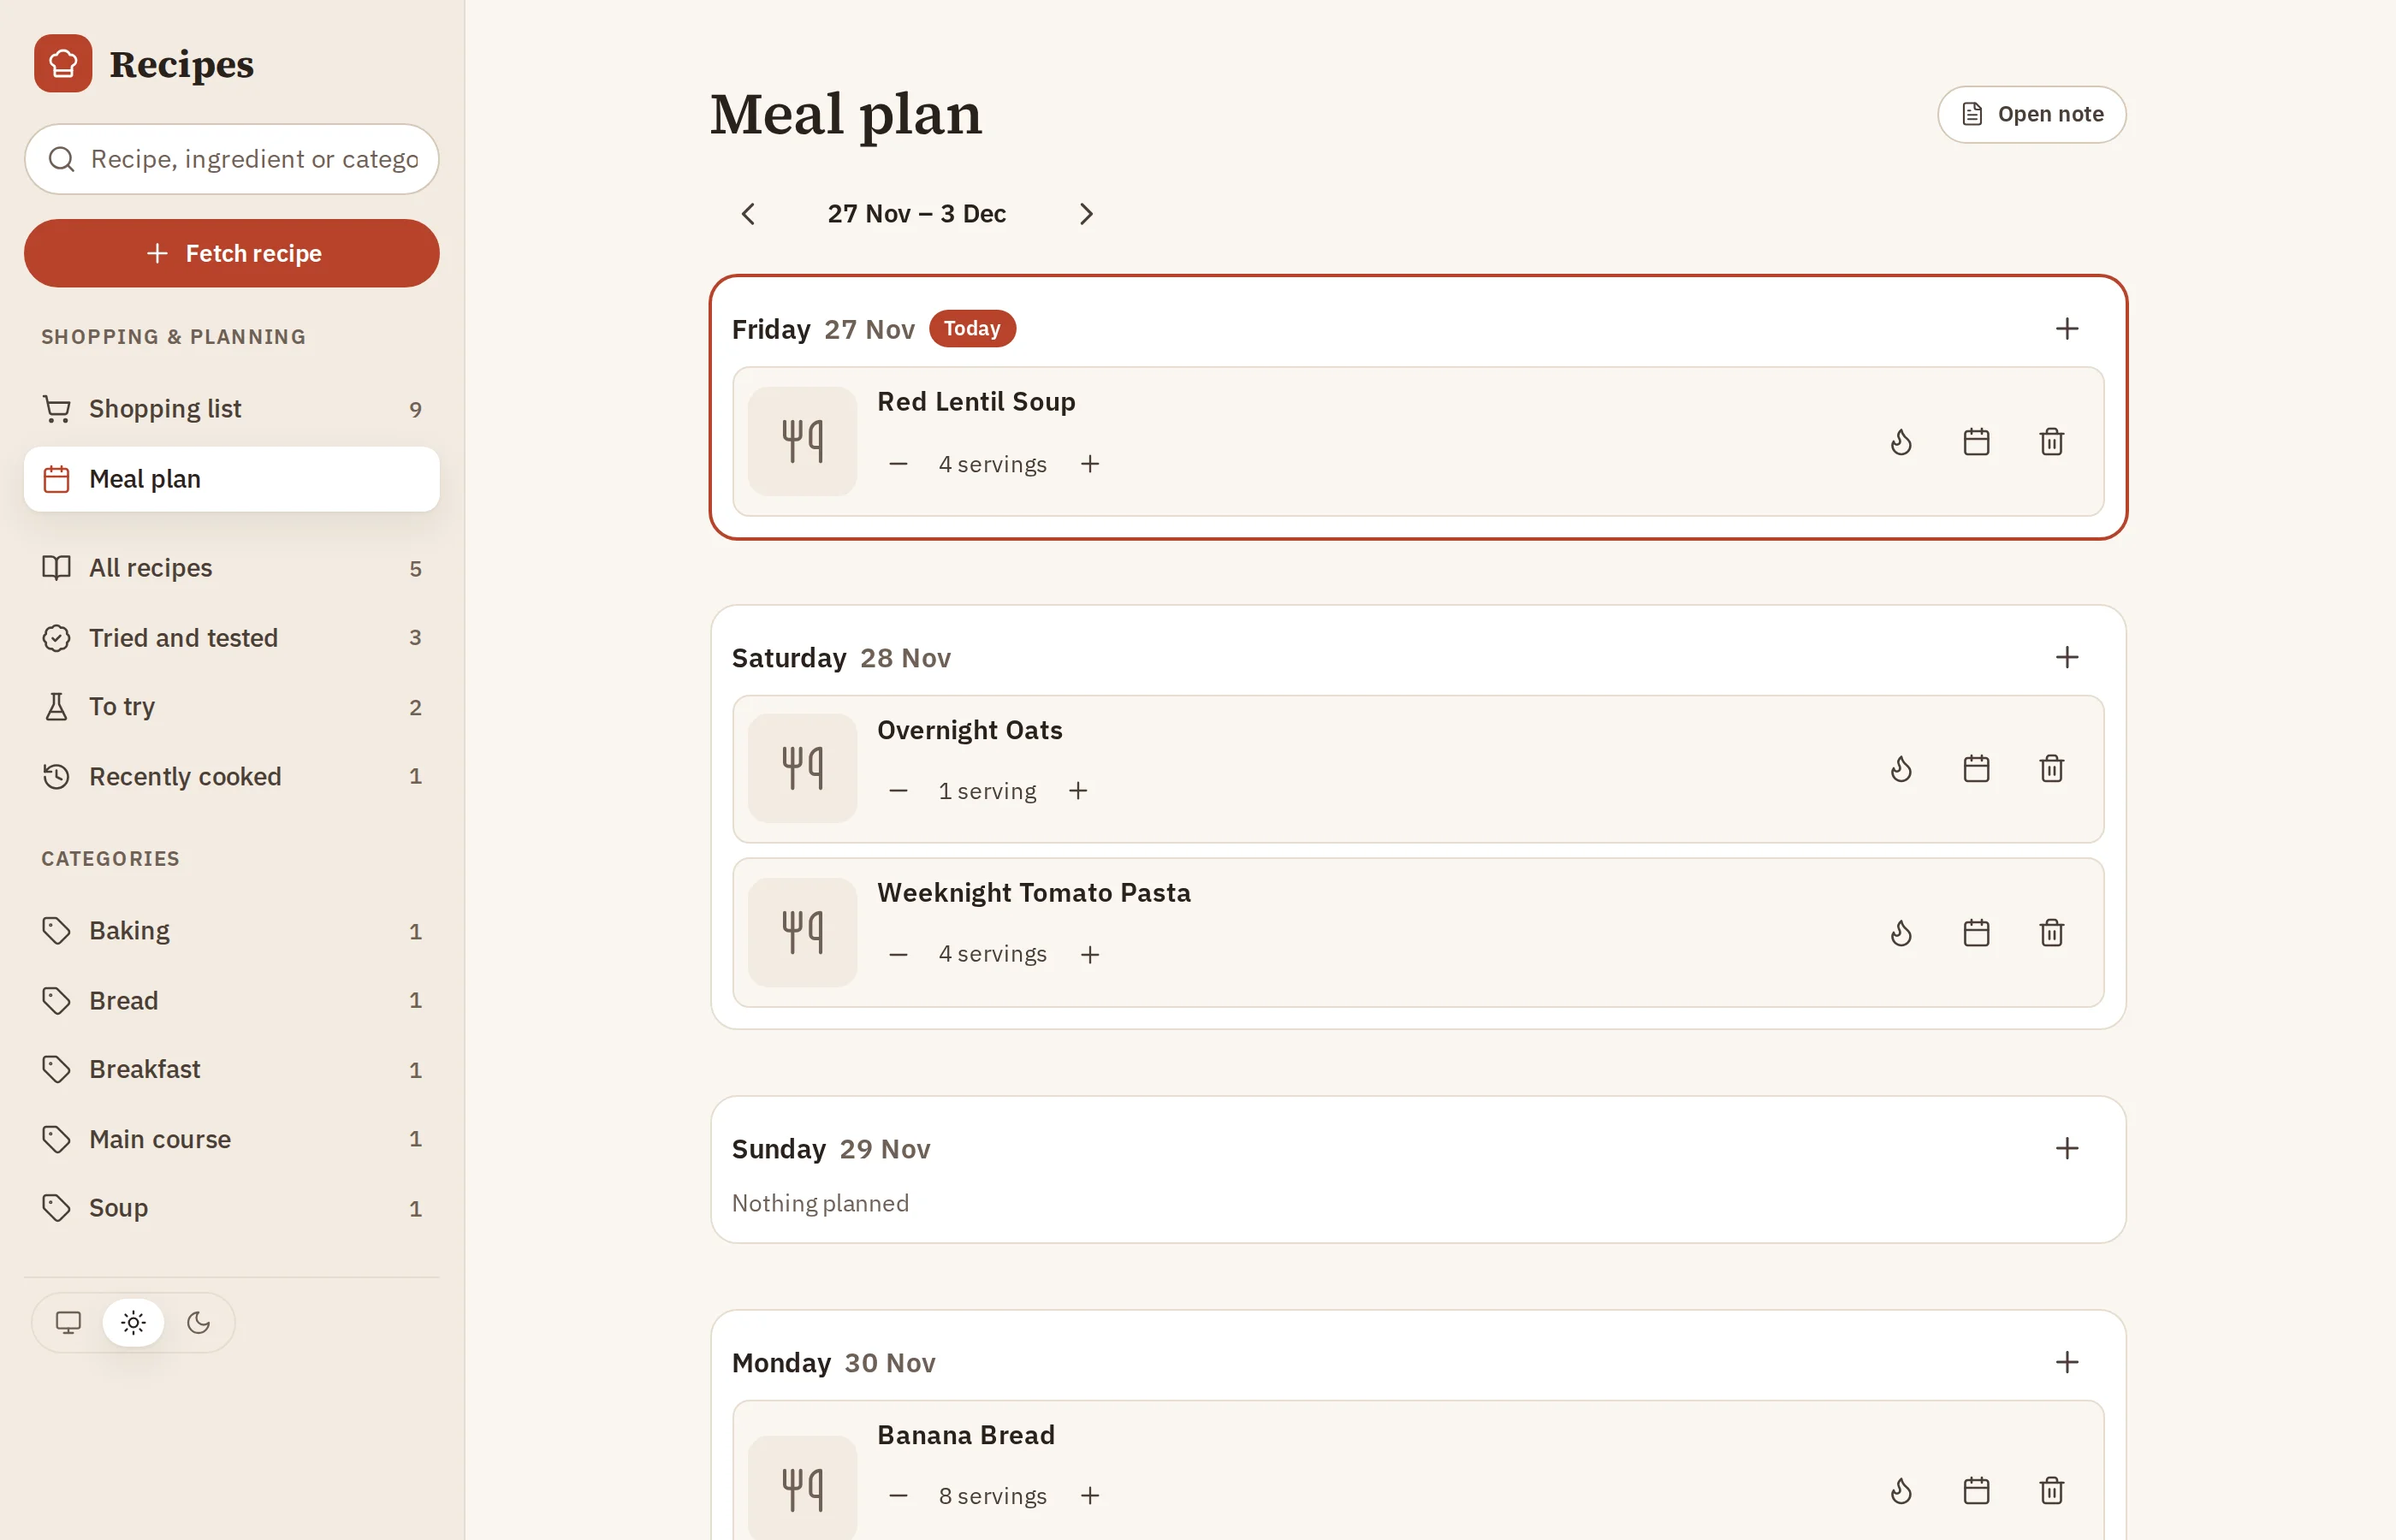 Recipes
Recipe, ingredient or catego
Fetch recipe
SHOPPING & PLANNING
Shopping list 9
Meal plan
All recipes 5
Tried and tested 3
To try 2
Recently cooked 1
CATEGORIES
Baking 1
Bread 1
Breakfast 1
Main course 1
Soup 1
Meal plan
Open note
27 Nov – 3 Dec
Friday 27 Nov Today
Red Lentil Soup
4 servings
Saturday 28 Nov
Overnight Oats
1 serving
Weeknight Tomato Pasta
4 servings
Sunday 29 Nov
Nothing planned
Monday 30 Nov
Banana Bread
8 servings